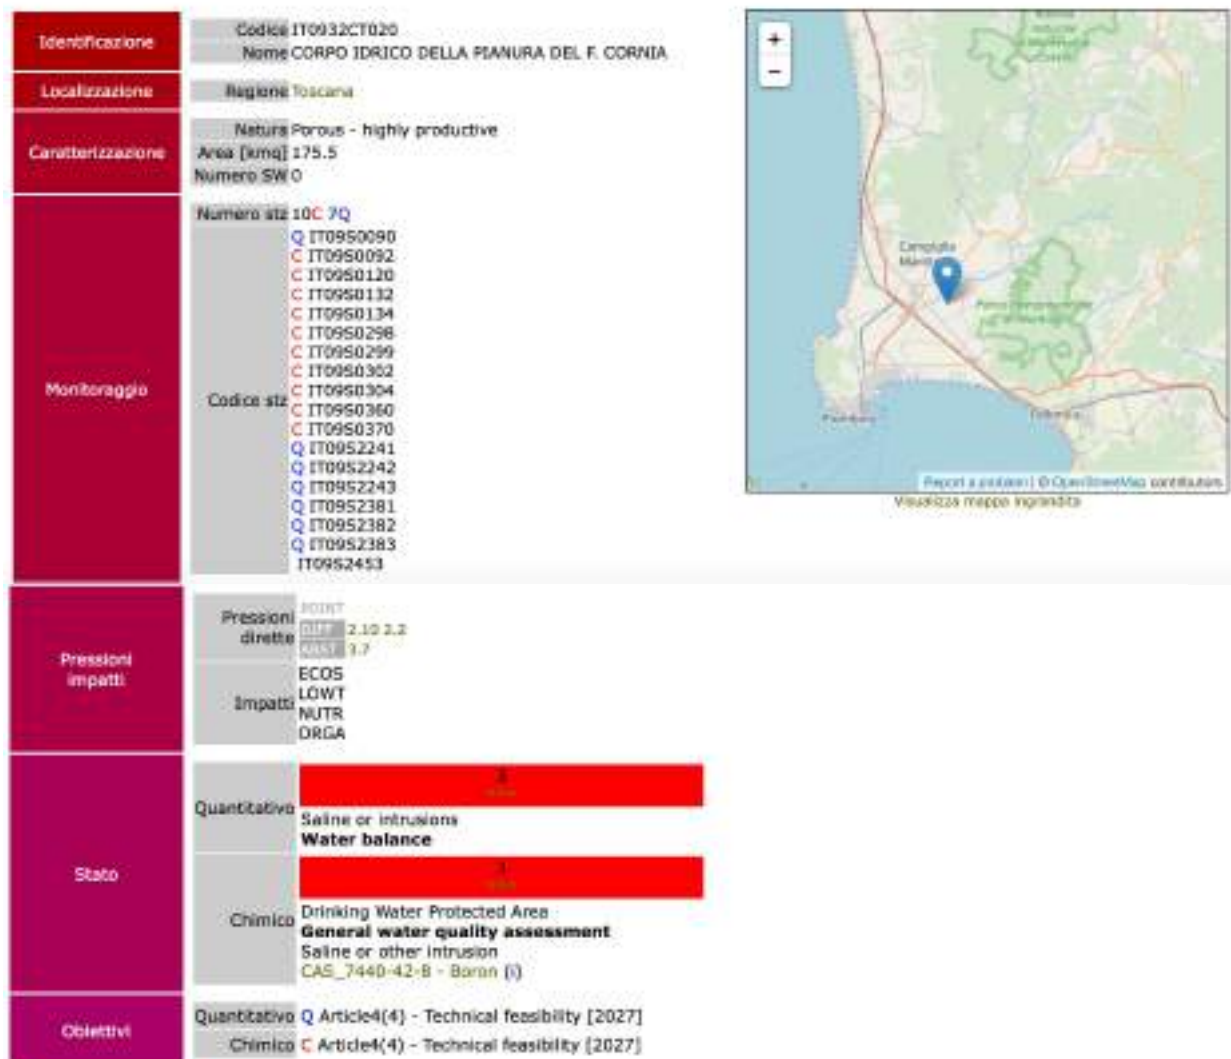 Identificazione
Codice IT0932CT020
Nome CORPO IDRICO DELLA PIANURA DEL F. CORNIA
Localizzazione
Regione Toscana
Caratterizzazione
Natura Porous - highly productive
Area [kmq] 175.5
Numero SW 0
Monitoraggio
Numero stz 10C 7Q
Codice stz
Q IT09S0090
C IT09S0092
C IT09S0120
C IT09S0132
C IT09S0134
C IT09S0298
C IT09S0299
C IT09S0302
C IT09S0304
C IT09S0360
C IT09S0370
Q IT09S2241
Q IT09S2242
Q IT09S2243
Q IT09S2381
Q IT09S2382
Q IT09S2383
IT09S2453
+
−
Campiglia
Piombino
Follonica
Report a problem | © OpenStreetMap contributors
Visualizza mappa ingrandita
Pressioni
impatti
Pressioni
dirette
POINT
DIFF 2.10 2.2
3.7
Impatti
ECOS
LOWT
NUTR
ORGA
Stato
Quantitativo
Saline or intrusions
Water balance
Chimico
Drinking Water Protected Area
General water quality assessment
Saline or other intrusion
CAS_7440-42-8 - Boron (i)
Obiettivi
Quantitativo Q Article4(4) - Technical feasibility [2027]
Chimico C Article4(4) - Technical feasibility [2027]